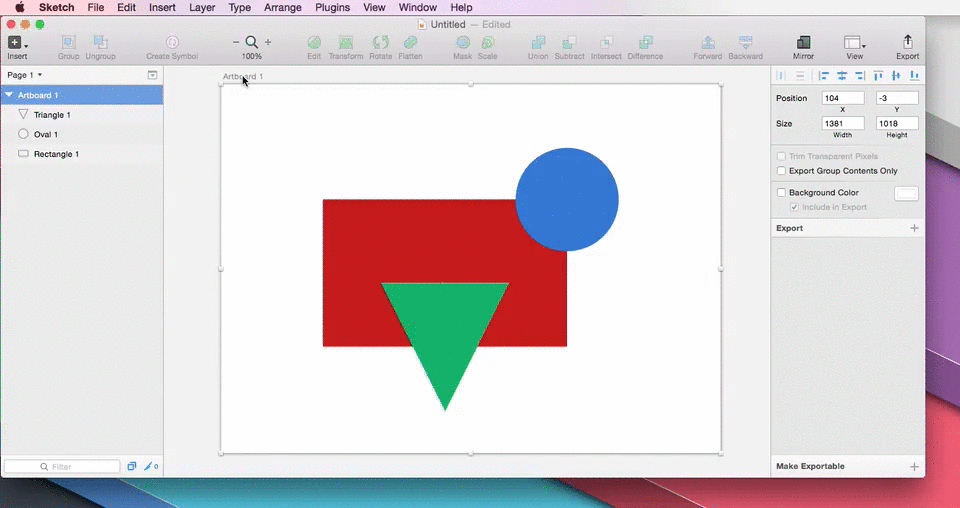 Sketch File Edit Insert Layer Type Arrange Plugins View Window Help
Untitled — Edited
Insert Group Ungroup Create Symbol 100% Edit Transform Rotate Flatten Mask Scale Union Subtract Intersect Difference Forward Backward Mirror View Export
Page 1
Artboard 1
Triangle 1
Oval 1
Rectangle 1
Filter
0
Artboard 1
Position 104 -3
X Y
Size 1381 1018
Width Height
Trim Transparent Pixels
Export Group Contents Only
Background Color
Include in Export
Export
Make Exportable